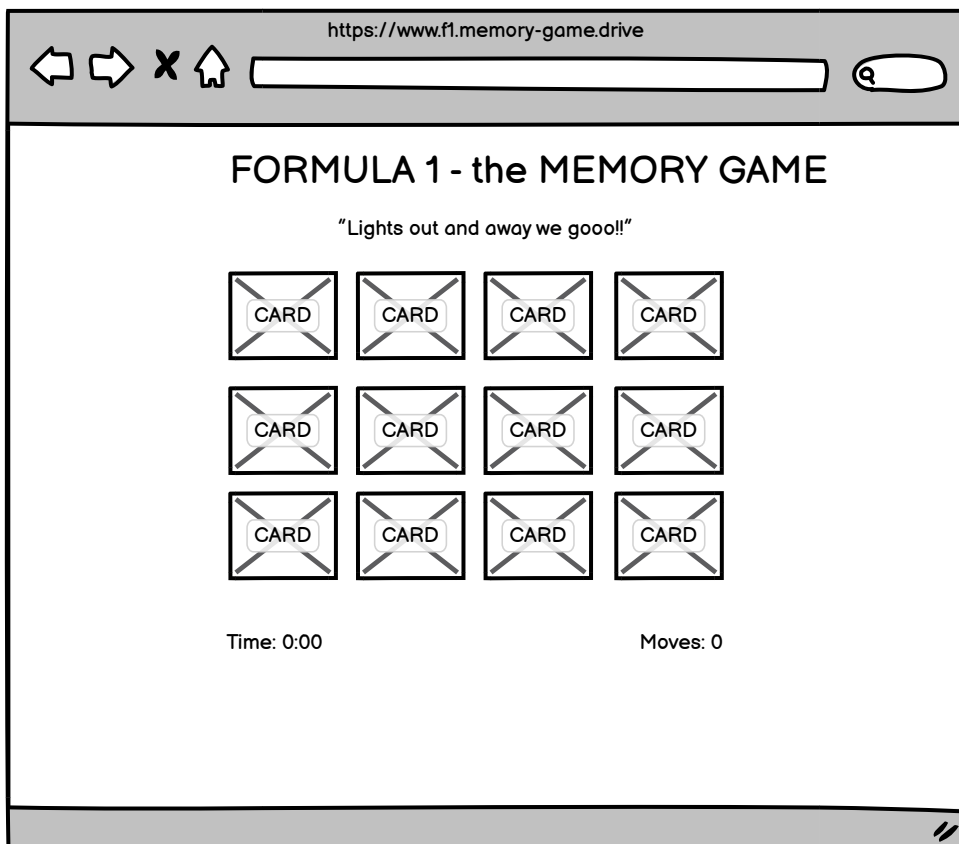 https://www.f1.memory-game.drive
FORMULA 1 - the MEMORY GAME
“Lights out and away we gooo!!”
CARD CARD CARD CARD
CARD CARD CARD CARD
CARD CARD CARD CARD
Time: 0:00 Moves: 0